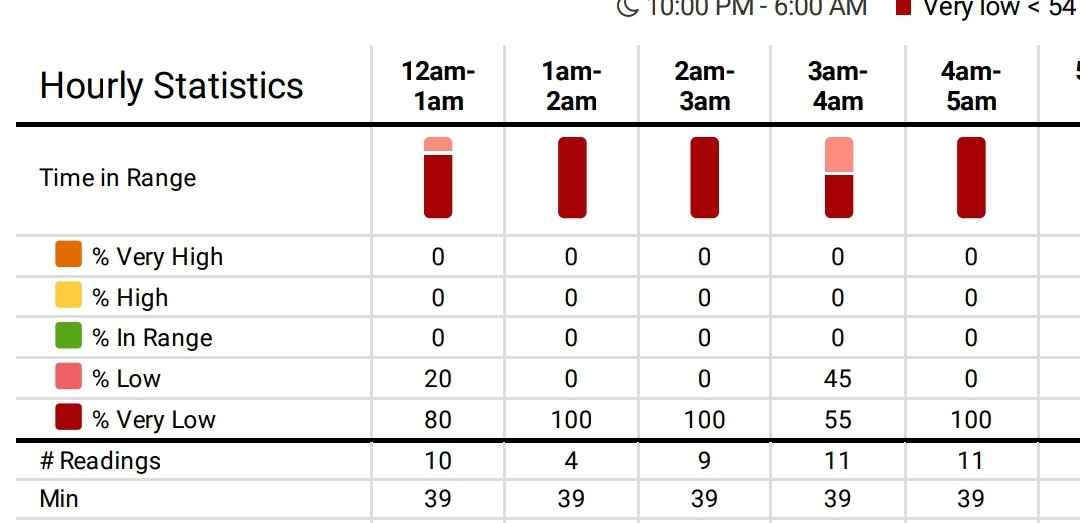 10:00 PM - 6:00 AM Very low < 54
Hourly Statistics 12am-1am 1am-2am 2am-3am 3am-4am 4am-5am
Time in Range
% Very High 0 0 0 0 0
% High 0 0 0 0 0
% In Range 0 0 0 0 0
% Low 20 0 0 45 0
% Very Low 80 100 100 55 100
# Readings 10 4 9 11 11
Min 39 39 39 39 39